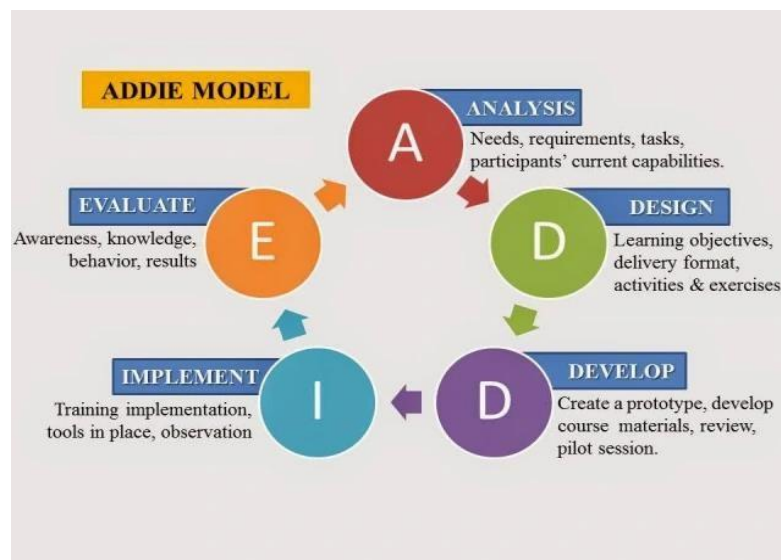 ADDIE MODEL
A
ANALYSIS
Needs, requirements, tasks,
participants’ current capabilities.
D
DESIGN
Learning objectives,
delivery format,
activities & exercises
D
DEVELOP
Create a prototype, develop
course materials, review,
pilot session.
I
IMPLEMENT
Training implementation,
tools in place, observation
E
EVALUATE
Awareness, knowledge,
behavior, results